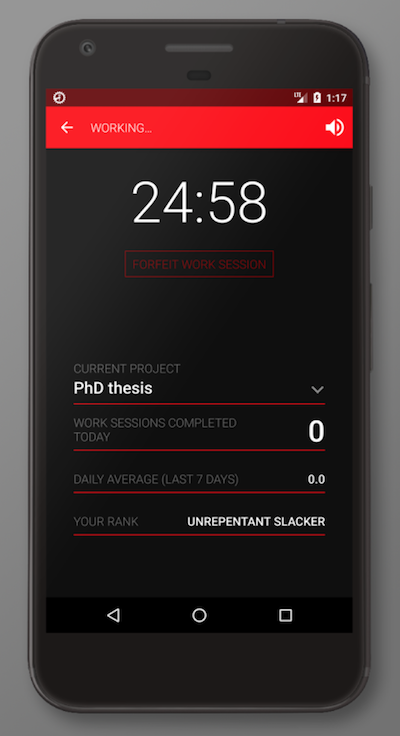 LTE 1:17
WORKING...
24:58
FORFEIT WORK SESSION
CURRENT PROJECT
PhD thesis
WORK SESSIONS COMPLETED
TODAY
0
DAILY AVERAGE (LAST 7 DAYS) 0.0
YOUR RANK UNREPENTANT SLACKER